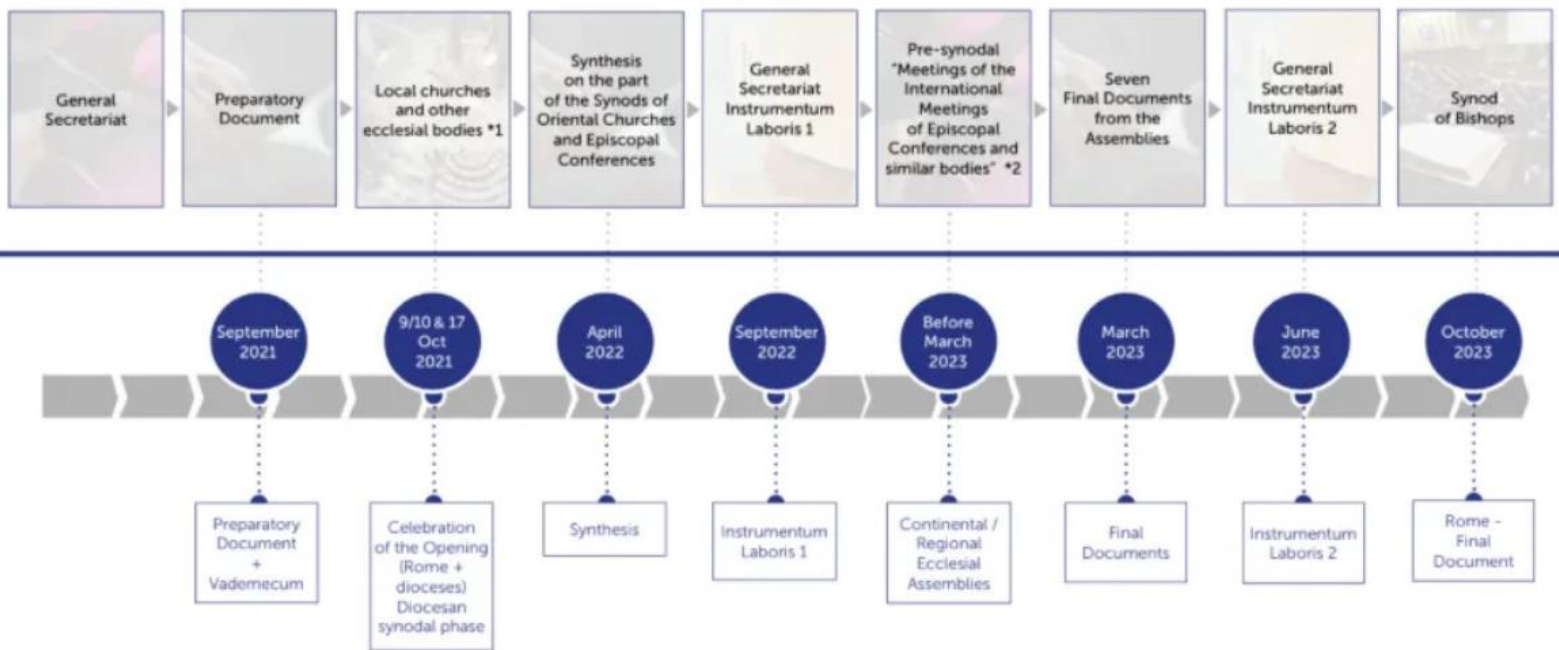 General
Secretariat
Preparatory
Document
Local churches
and other
ecclesial bodies *1
Synthesis
on the part
of the Synods of
Oriental Churches
and Episcopal
Conferences
General
Secretariat
Instrumentum
Laboris 1
Pre-synodal
"Meetings of the
International
Meetings
of Episcopal
Conferences and
similar bodies" *2
Seven
Final Documents
from the
Assemblies
General
Secretariat
Instrumentum
Laboris 2
Synod
of Bishops
September
2021
9/10 & 17
Oct
2021
April
2022
September
2022
Before
March
2023
March
2023
June
2023
October
2023
Preparatory
Document
+
Vademecum
Celebration
of the Opening
(Rome +
dioceses)
Diocesan
synodal phase
Synthesis
Instrumentum
Laboris 1
Continental /
Regional
Ecclesial
Assemblies
Final
Documents
Instrumentum
Laboris 2
Rome -
Final
Document